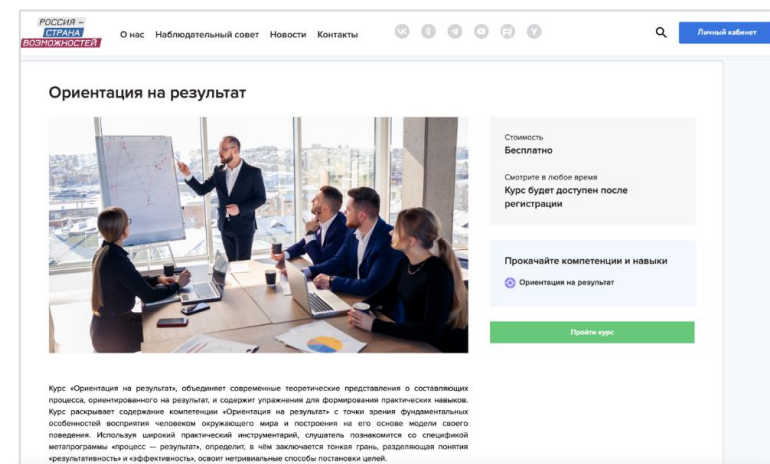 РОССИЯ –
СТРАНА
ВОЗМОЖНОСТЕЙ
О нас Наблюдательный совет Новости Контакты
Личный кабинет
Ориентация на результат
Стоимость
Бесплатно
Смотрите в любое время
Курс будет доступен после
регистрации
Прокачайте компетенции и навыки
Ориентация на результат
Пройти курс
Курс «Ориентация на результат», объединяет современные теоретические представления о составляющих
процесса, ориентированного на результат, и содержит упражнения для формирования практических навыков.
Курс раскрывает содержание компетенции «Ориентация на результат» с точки зрения фундаментальных
особенностей восприятия человеком окружающего мира и построения на его основе модели своего
поведения. Используя широкий практический инструментарий, слушатель познакомится со спецификой
метапрограммы «процесс — результат», определит, в чём заключается тонкая грань, разделяющая понятия
«результативность» и «эффективность», освоит нетривиальные способы постановки целей.